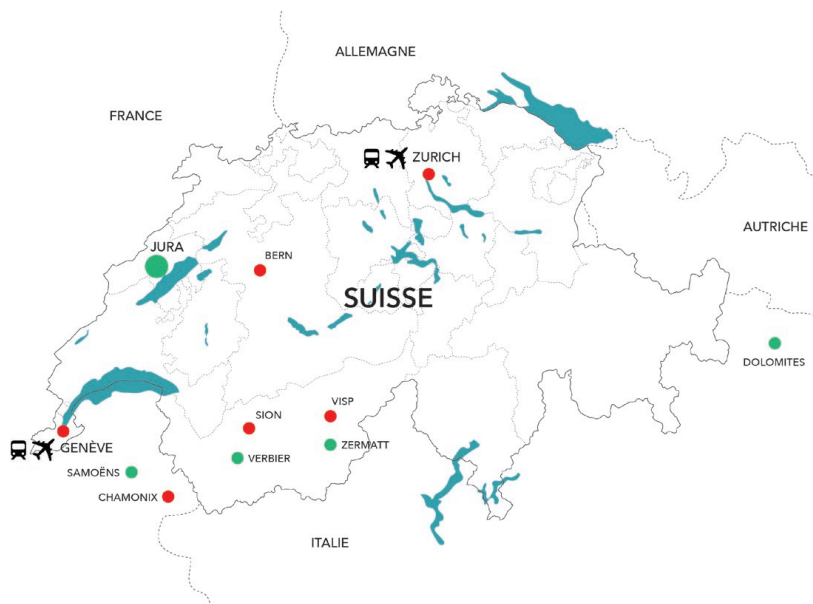 ALLEMAGNE
FRANCE
ZURICH
AUTRICHE
JURA
BERN
SUISSE
DOLOMITES
VISP
SION
ZERMATT
GENÈVE
VERBIER
SAMOËNS
CHAMONIX
ITALIE